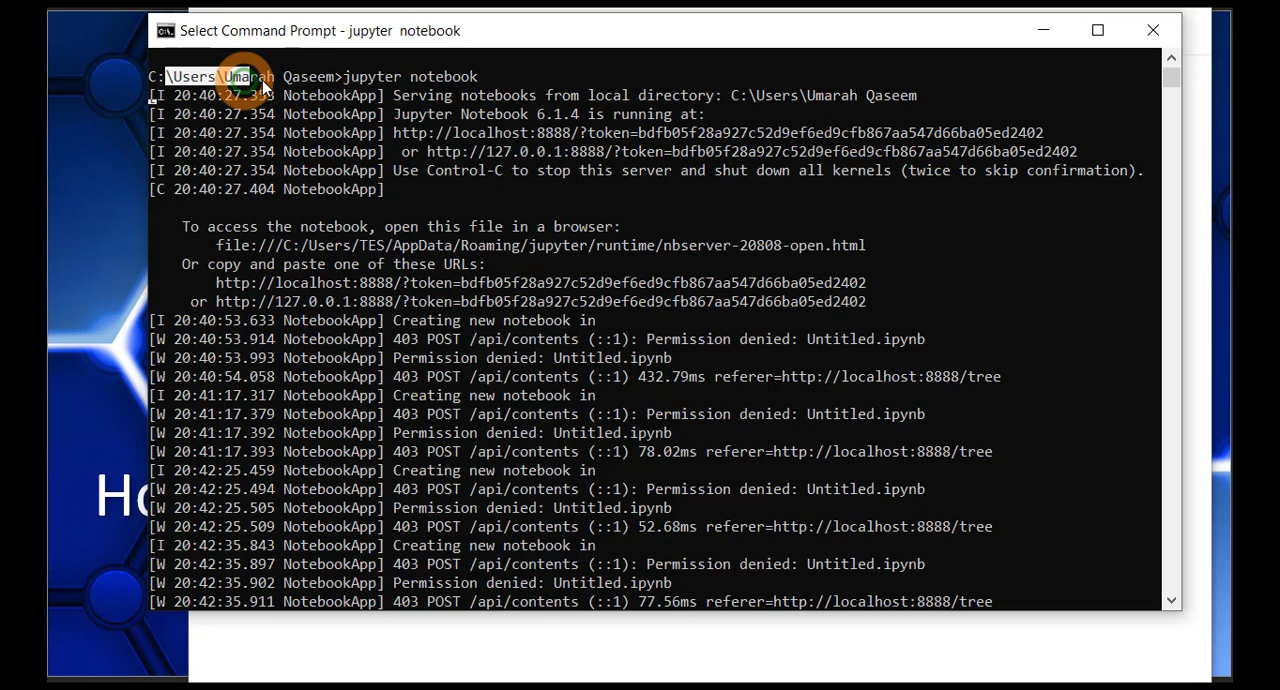 Select Command Prompt - jupyter notebook
C:\Users\Umarah Qaseem>jupyter notebook
[I 20:40:27.353 NotebookApp] Serving notebooks from local directory: C:\Users\Umarah Qaseem
[I 20:40:27.354 NotebookApp] Jupyter Notebook 6.1.4 is running at:
[I 20:40:27.354 NotebookApp] http://localhost:8888/?token=bdfb05f28a927c52d9ef6ed9cfb867aa547d66ba05ed2402
[I 20:40:27.354 NotebookApp]  or http://127.0.0.1:8888/?token=bdfb05f28a927c52d9ef6ed9cfb867aa547d66ba05ed2402
[I 20:40:27.354 NotebookApp] Use Control-C to stop this server and shut down all kernels (twice to skip confirmation).
[C 20:40:27.404 NotebookApp]
To access the notebook, open this file in a browser:
file:///C:/Users/TES/AppData/Roaming/jupyter/runtime/nbserver-20808-open.html
Or copy and paste one of these URLs:
http://localhost:8888/?token=bdfb05f28a927c52d9ef6ed9cfb867aa547d66ba05ed2402
or http://127.0.0.1:8888/?token=bdfb05f28a927c52d9ef6ed9cfb867aa547d66ba05ed2402
[I 20:40:53.633 NotebookApp] Creating new notebook in
[W 20:40:53.914 NotebookApp] 403 POST /api/contents (::1): Permission denied: Untitled.ipynb
[W 20:40:53.993 NotebookApp] Permission denied: Untitled.ipynb
[W 20:40:54.058 NotebookApp] 403 POST /api/contents (::1) 432.79ms referer=http://localhost:8888/tree
[I 20:41:17.317 NotebookApp] Creating new notebook in
[W 20:41:17.379 NotebookApp] 403 POST /api/contents (::1): Permission denied: Untitled.ipynb
[W 20:41:17.392 NotebookApp] Permission denied: Untitled.ipynb
[W 20:41:17.393 NotebookApp] 403 POST /api/contents (::1) 78.02ms referer=http://localhost:8888/tree
[I 20:42:25.459 NotebookApp] Creating new notebook in
[W 20:42:25.494 NotebookApp] 403 POST /api/contents (::1): Permission denied: Untitled.ipynb
[W 20:42:25.505 NotebookApp] Permission denied: Untitled.ipynb
[W 20:42:25.509 NotebookApp] 403 POST /api/contents (::1) 52.68ms referer=http://localhost:8888/tree
[I 20:42:35.843 NotebookApp] Creating new notebook in
[W 20:42:35.897 NotebookApp] 403 POST /api/contents (::1): Permission denied: Untitled.ipynb
[W 20:42:35.902 NotebookApp] Permission denied: Untitled.ipynb
[W 20:42:35.911 NotebookApp] 403 POST /api/contents (::1) 77.56ms referer=http://localhost:8888/tree